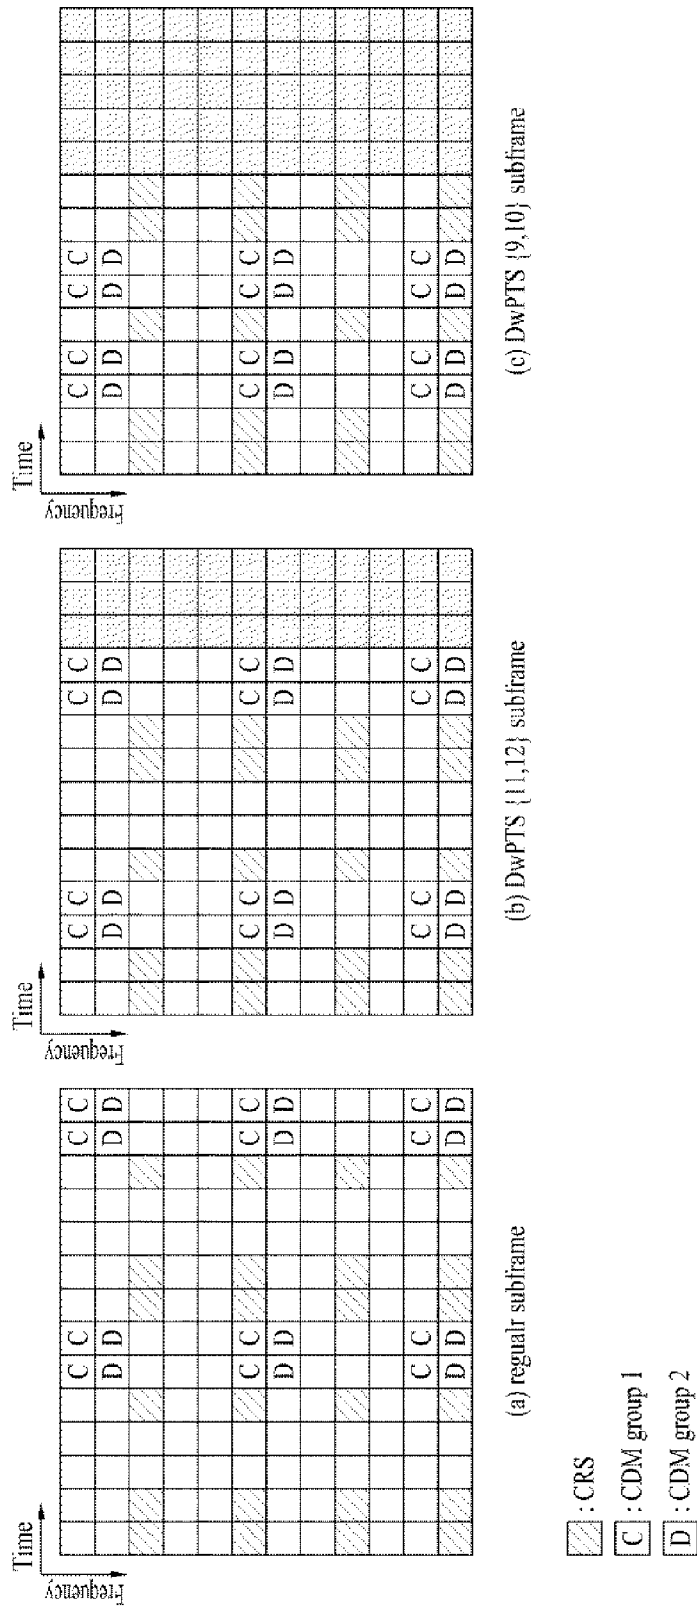 Time
Frequency
C C C C
D D D D
C C C C
D D D D
C C C C
D D D D
(a) regualr subframe
Time
Frequency
C C C C
D D D D
C C C C
D D D D
C C C C
D D D D
(b) DwPTS {11,12} subframe
Time
Frequency
C C C C
D D D D
C C C C
D D D D
C C C C
D D D D
(c) DwPTS {9,10} subframe
: CRS
C : CDM group 1
D : CDM group 2